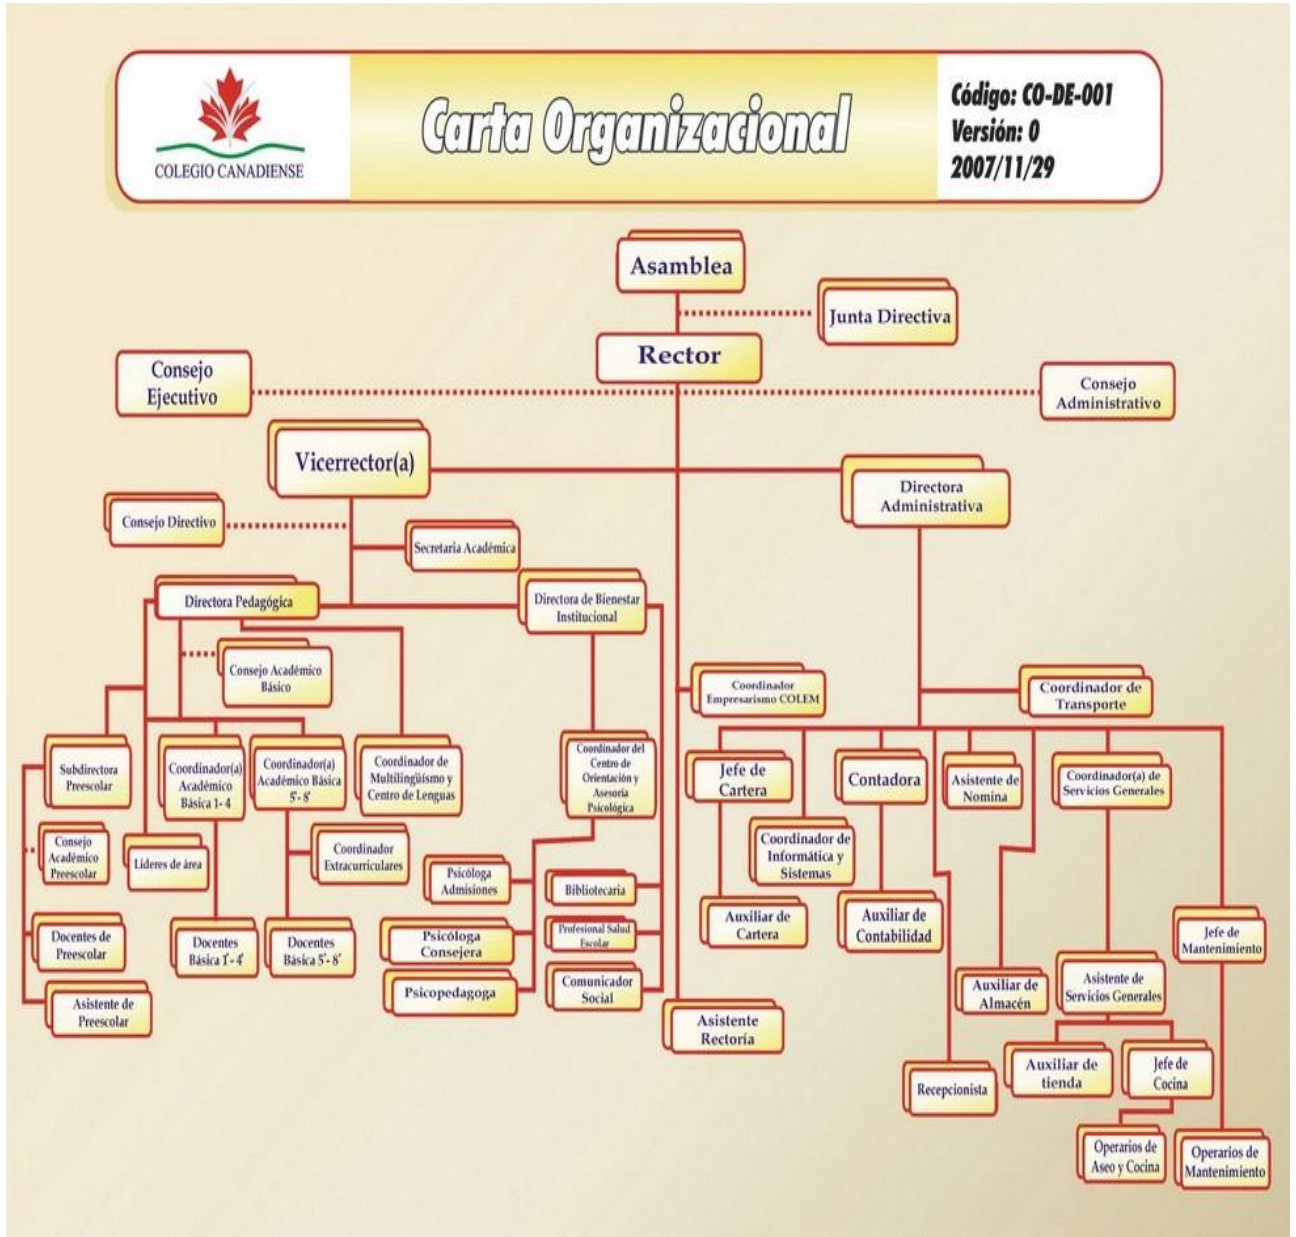 COLEGIO CANADIENSE
Carta Organizacional
Código: CO-DE-001
Versión: 0
2007/11/29
Asamblea
Junta Directiva
Rector
Consejo
Ejecutivo
Consejo
Administrativo
Vicerrector(a)
Directora
Administrativa
Consejo Directivo
Secretaria Académica
Directora Pedagógica
Directora de Bienestar
Institucional
Consejo Académico
Básico
Coordinador
Empresarismo COLEM
Coordinador de
Transporte
Subdirectora
Preescolar
Coordinador(a)
Académico
Básica 1- 4
Coordinador(a)
Académico Básica
5°- 8°
Coordinador de
Multilingüísmo y
Centro de Lenguas
Coordinador del
Centro de
Orientación y
Asesoría
Psicológica
Jefe de
Cartera
Contadora
Asistente de
Nomina
Coordinador(a) de
Servicios Generales
Consejo
Académico
Preescolar
Lideres de área
Coordinador
Extracurriculares
Coordinador de
Informática y
Sistemas
Psicóloga
Admisiones
Bibliotecaria
Auxiliar de
Cartera
Auxiliar de
Contabilidad
Docentes de
Preescolar
Docentes
Básica 1°- 4°
Docentes
Básica 5°- 8°
Psicóloga
Consejera
Profesional Salud
Escolar
Jefe de
Mantenimiento
Asistente de
Preescolar
Psicopedagoga
Comunicador
Social
Auxiliar de
Almacén
Asistente de
Servicios Generales
Asistente
Rectoría
Recepcionista
Auxiliar de
tienda
Jefe de
Cocina
Operarios de
Aseo y Cocina
Operarios de
Mantenimiento